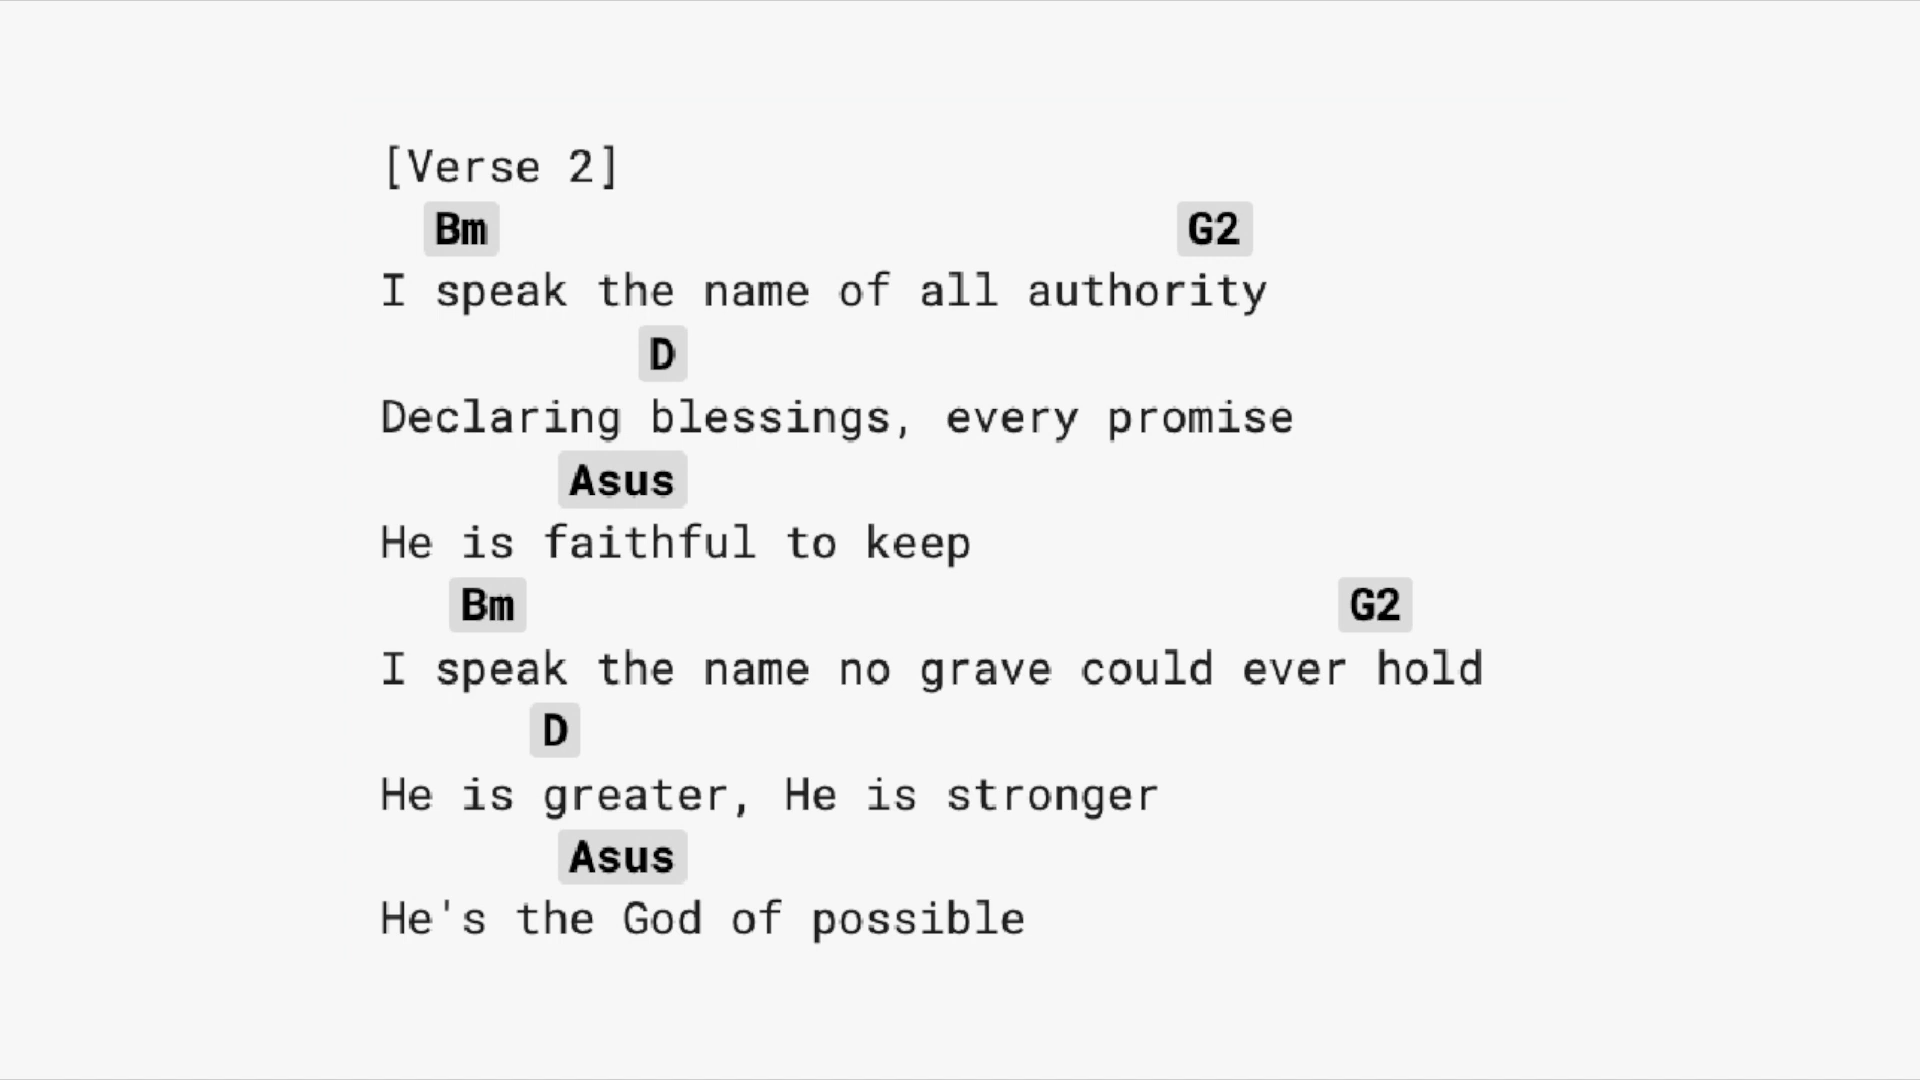 [Verse 2]
Bm G2
I speak the name of all authority
D
Declaring blessings, every promise
Asus
He is faithful to keep
Bm G2
I speak the name no grave could ever hold
D
He is greater, He is stronger
Asus
He's the God of possible